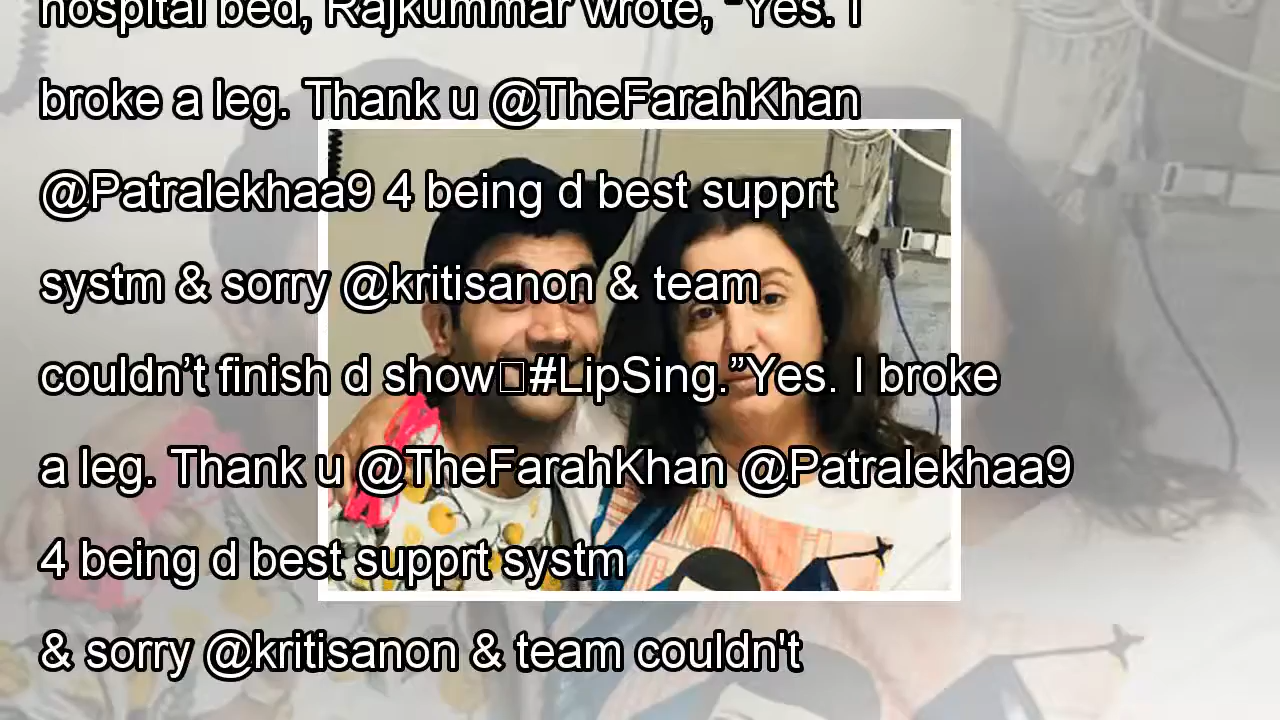 hospital bed, Rajkummar wrote, “Yes. I
broke a leg. Thank u @TheFarahKhan
@Patralekhaa9 4 being d best supprt
systm & sorry @kritisanon & team
couldn’t finish d show□#LipSing.”Yes. I broke
a leg. Thank u @TheFarahKhan @Patralekhaa9
4 being d best supprt systm
& sorry @kritisanon & team couldn't